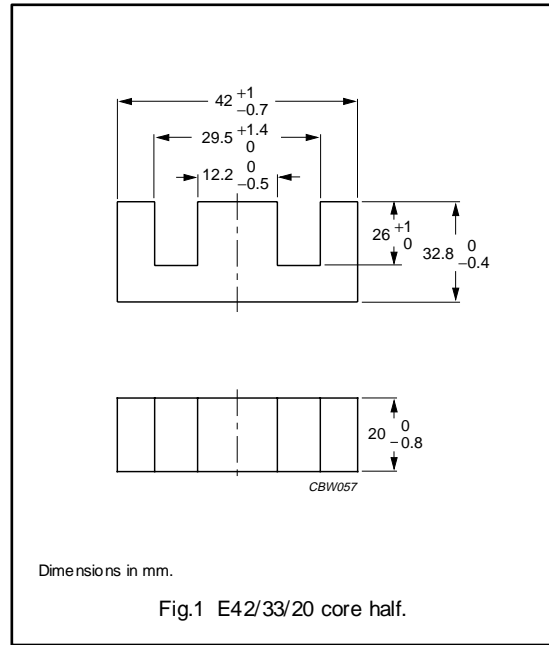 42 +1 −0.7
29.5 +1.4 0
12.2 0 −0.5
26 +1 0
32.8 0 −0.4
20 0 −0.8
CBW057
Dimensions in mm.
Fig.1 E42/33/20 core half.